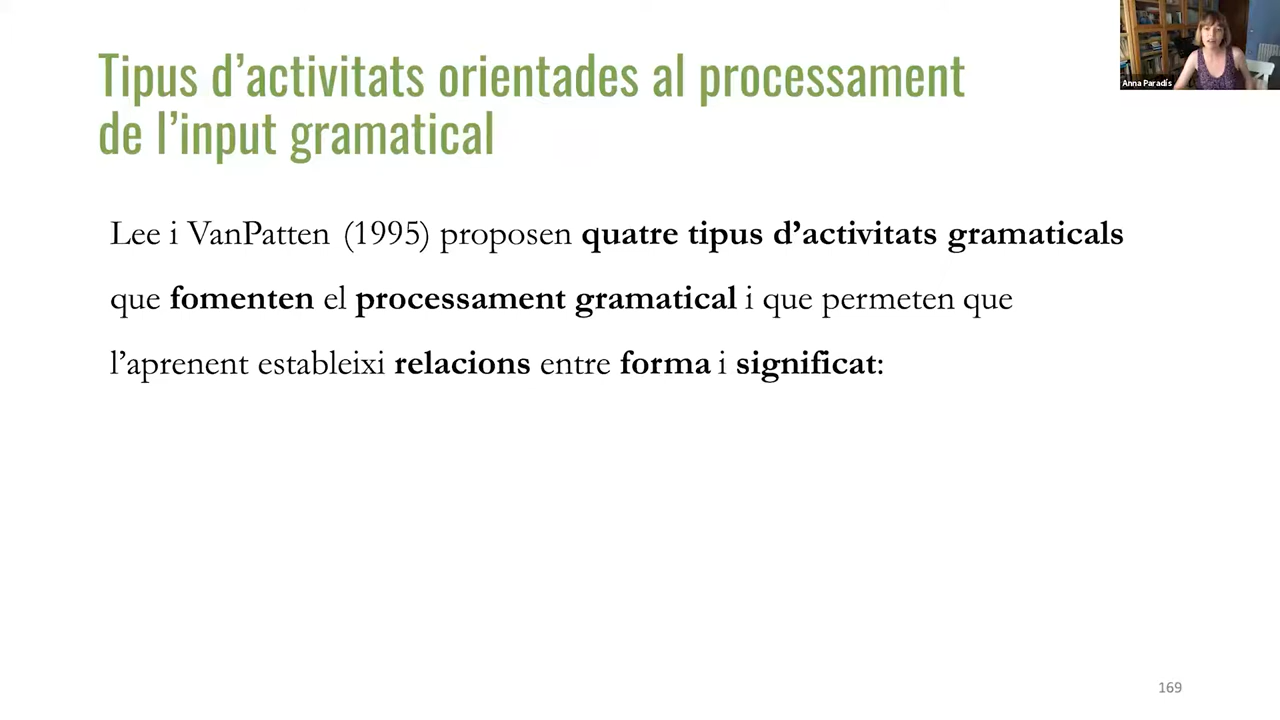 Tipus d’activitats orientades al processament
de l’input gramatical
Anna Paradís
Lee i VanPatten (1995) proposen quatre tipus d’activitats gramaticals
que fomenten el processament gramatical i que permeten que
l’aprenent estableixi relacions entre forma i significat:
169